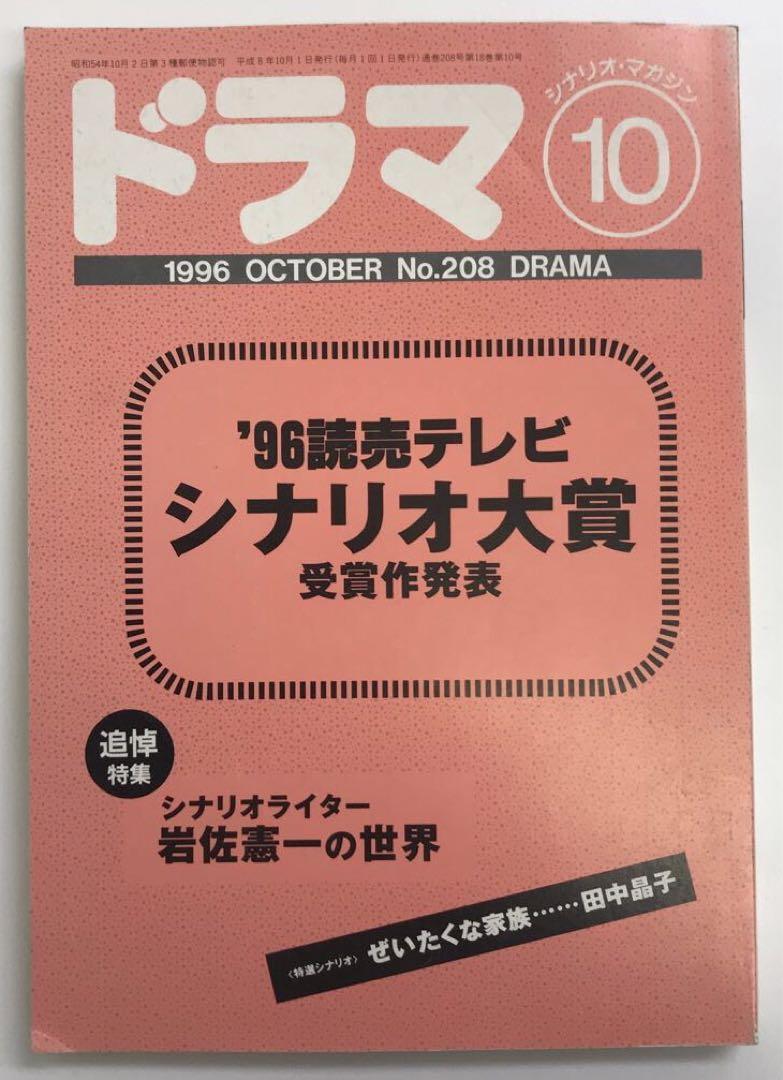 昭和54年10月2日第3種郵便物認可　平成8年10月1日発行(毎月1回1日発行)通巻208号第18巻第10号
ドラマ
シナリオ・マガジン
10
1996 OCTOBER No.208 DRAMA
'96読売テレビ
シナリオ大賞
受賞作発表
追悼
特集
シナリオライター
岩佐憲一の世界
〈特選シナリオ〉ぜいたくな家族……田中晶子